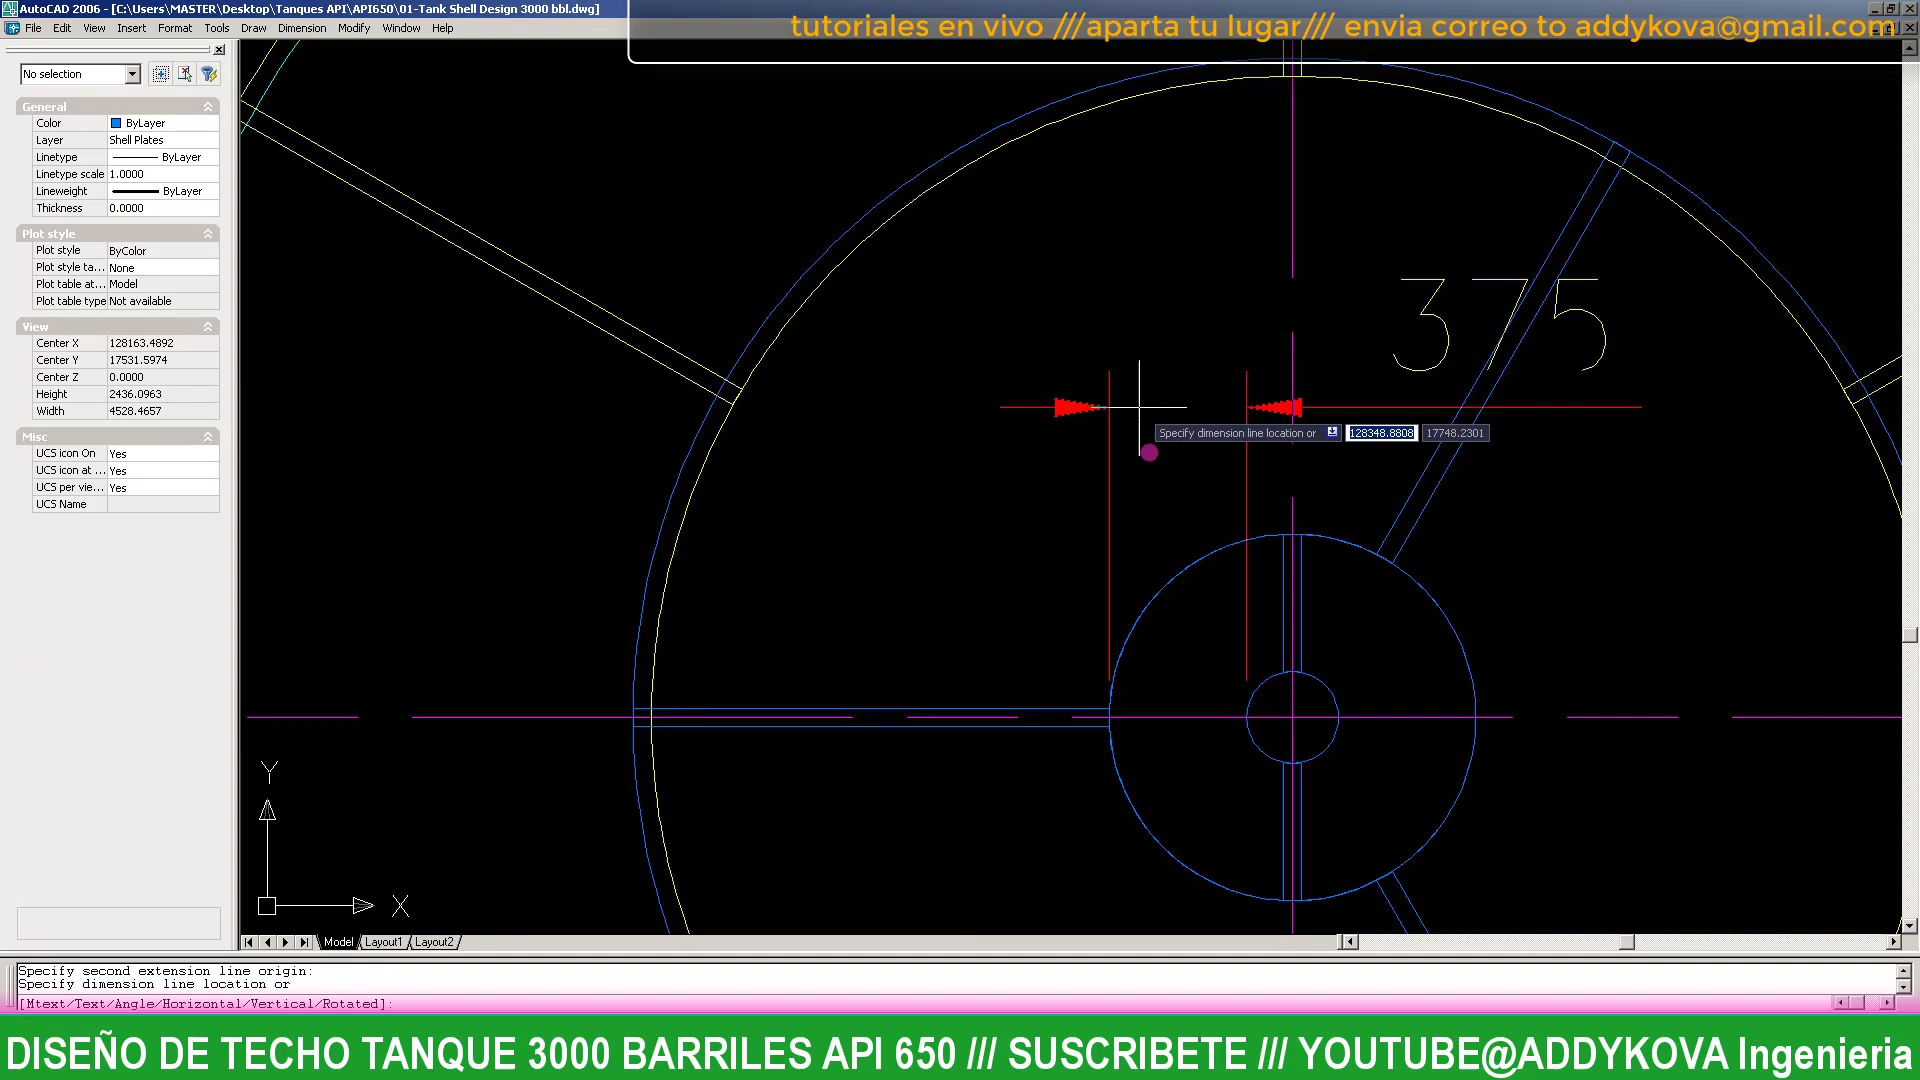 AutoCAD 2006 - [C:\Users\MASTER\Desktop\Tanques API\API650\01-Tank Shell Design 3000 bbl.dwg]
tutoriales en vivo ///aparta tu lugar/// envia correo to addykova@gmail.com
File Edit View Insert Format Tools Draw Dimension Modify Window Help
No selection
General
Color ByLayer
Layer Shell Plates
Linetype ByLayer
Linetype scale 1.0000
Lineweight ByLayer
Thickness 0.0000
Plot style
Plot style ByColor
Plot style ta... None
Plot table at... Model
Plot table type Not available
View
Center X 128163.4892
Center Y 17531.5974
Center Z 0.0000
Height 2436.0963
Width 4528.4657
Misc
UCS icon On Yes
UCS icon at ... Yes
UCS per vie... Yes
UCS Name
375
Specify dimension line location or 128348.8808 17748.2301
Y
X
Model Layout1 Layout2
Specify second extension line origin:
Specify dimension line location or
[Mtext/Text/Angle/Horizontal/Vertical/Rotated]:
DISEÑO DE TECHO TANQUE 3000 BARRILES API 650 /// SUSCRIBETE /// YOUTUBE@ADDYKOVA Ingenieria